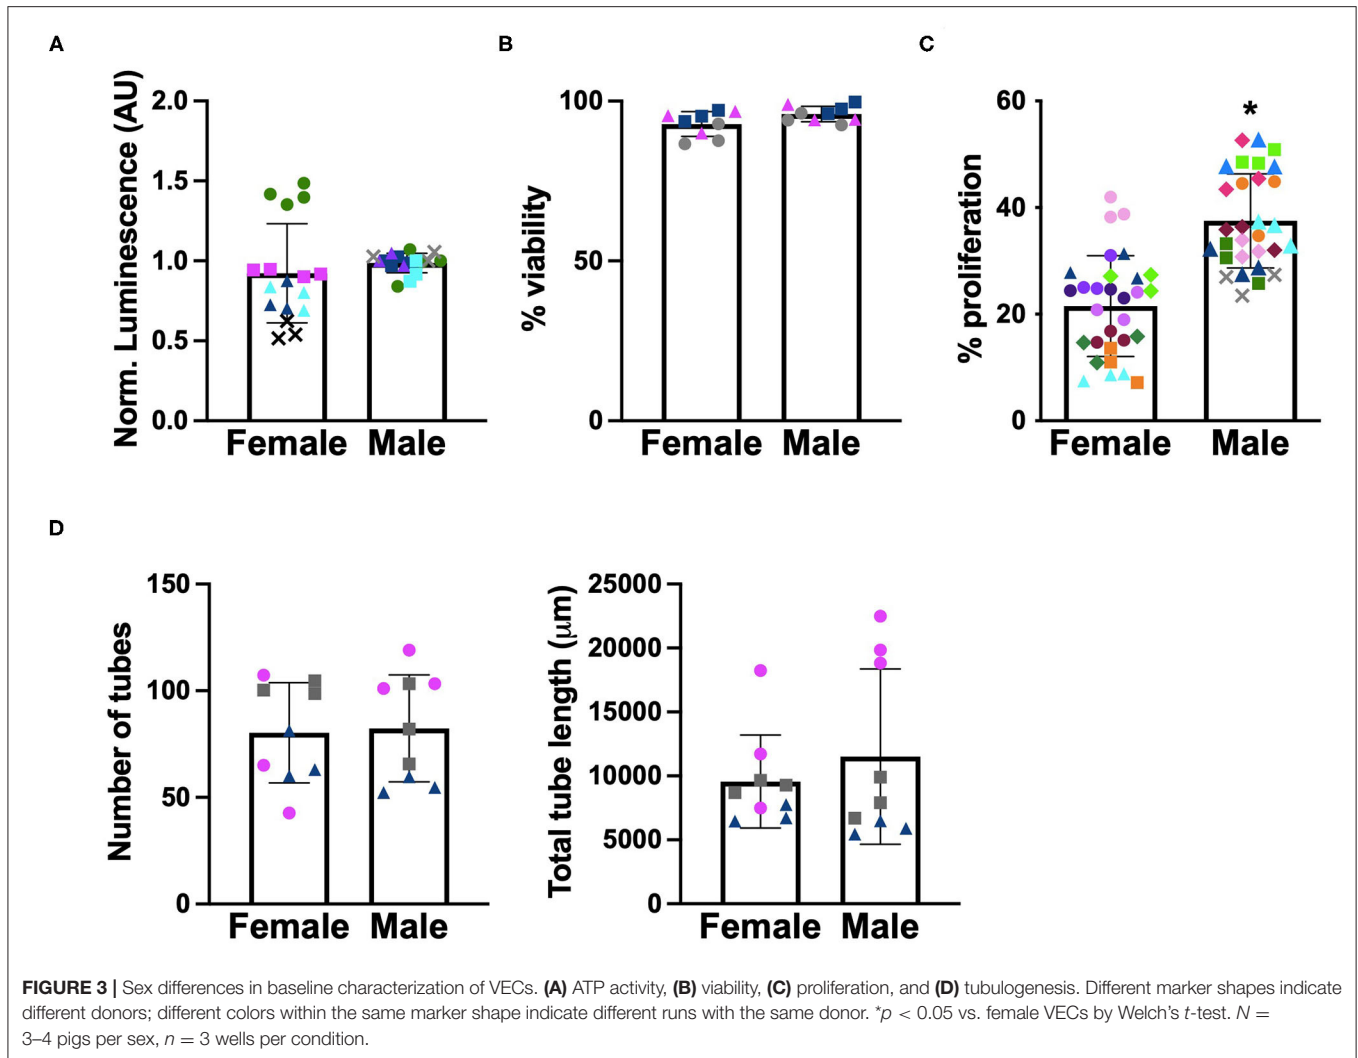 A
B
C
Norm. Luminescence (AU)
2.0
1.5
1.0
0.5
0.0
Female Male
% viability
100
50
0
Female Male
% proliferation
60
40
20
0
*
Female Male
D
Number of tubes
150
100
50
0
Female Male
Total tube length (μm)
25000
20000
15000
10000
5000
0
Female Male
FIGURE 3 | Sex differences in baseline characterization of VECs. (A) ATP activity, (B) viability, (C) proliferation, and (D) tubulogenesis. Different marker shapes indicate
different donors; different colors within the same marker shape indicate different runs with the same donor. *p < 0.05 vs. female VECs by Welch's t-test. N =
3–4 pigs per sex, n = 3 wells per condition.